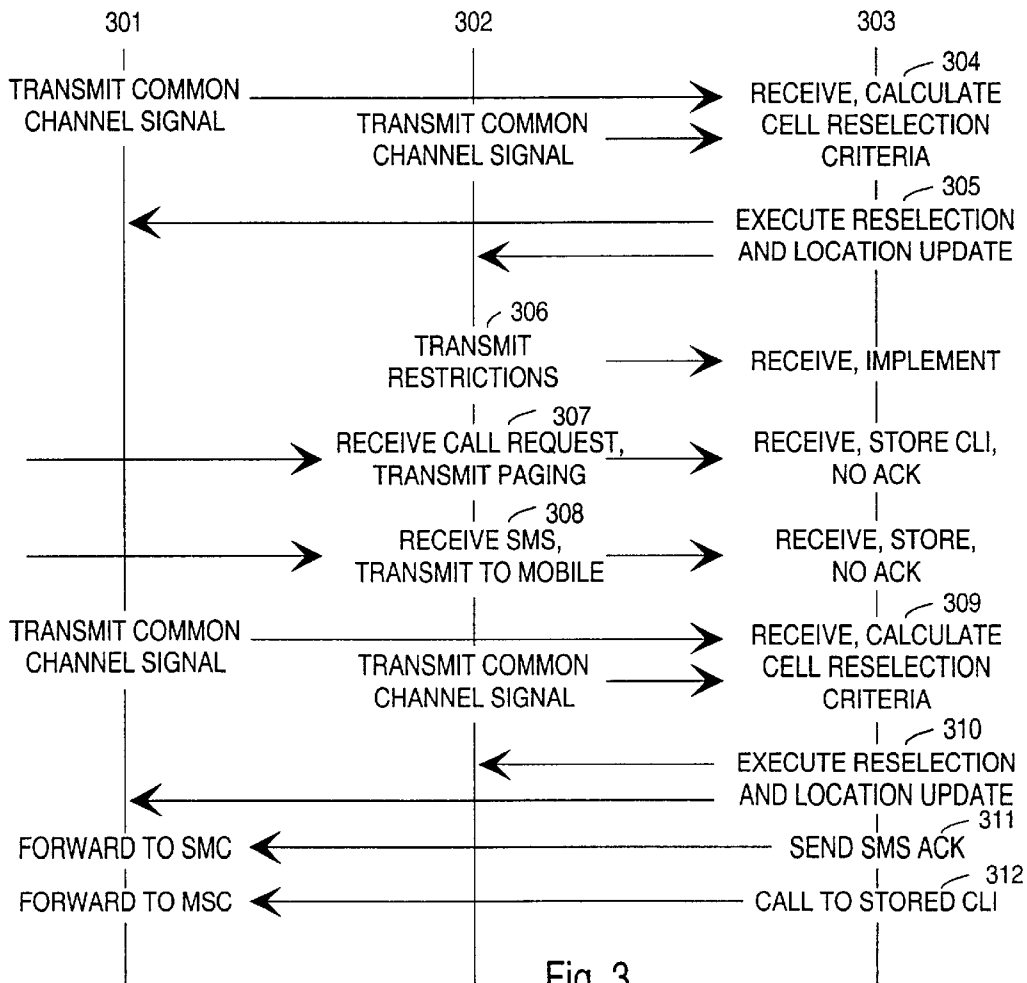 301 302 303
304
TRANSMIT COMMON
CHANNEL SIGNAL
TRANSMIT COMMON
CHANNEL SIGNAL
RECEIVE, CALCULATE
CELL RESELECTION
CRITERIA
305
EXECUTE RESELECTION
AND LOCATION UPDATE
306
TRANSMIT
RESTRICTIONS
RECEIVE, IMPLEMENT
307
RECEIVE CALL REQUEST,
TRANSMIT PAGING
RECEIVE, STORE CLI,
NO ACK
308
RECEIVE SMS,
TRANSMIT TO MOBILE
RECEIVE, STORE,
NO ACK
309
TRANSMIT COMMON
CHANNEL SIGNAL
TRANSMIT COMMON
CHANNEL SIGNAL
RECEIVE, CALCULATE
CELL RESELECTION
CRITERIA
310
EXECUTE RESELECTION
AND LOCATION UPDATE
311
FORWARD TO SMC
SEND SMS ACK
312
FORWARD TO MSC
CALL TO STORED CLI
Fig. 3